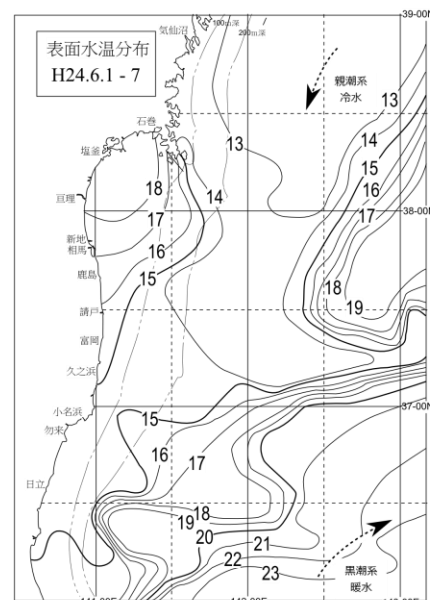 表面水温分布
H24.6.1 - 7
気仙沼
100m深
200m深
39-00N
親潮系
冷水
石巻
塩釜
亘理
新地
相馬
鹿島
請戸
富岡
久之浜
小名浜
勿来
日立
13
14
15
16
17
18
19
13
14
18
17
16
15
38-00N
37-00N
15
16
17
18
19
20
21
22
23
黒潮系
暖水